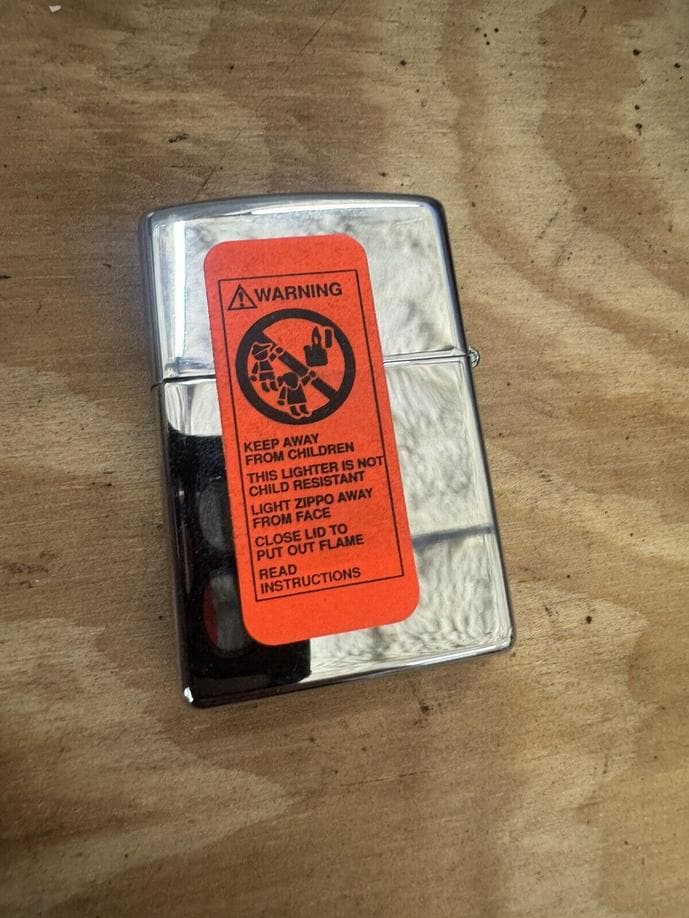 WARNING
KEEP AWAY
FROM CHILDREN
THIS LIGHTER IS NOT
CHILD RESISTANT
LIGHT ZIPPO AWAY
FROM FACE
CLOSE LID TO
PUT OUT FLAME
READ
INSTRUCTIONS